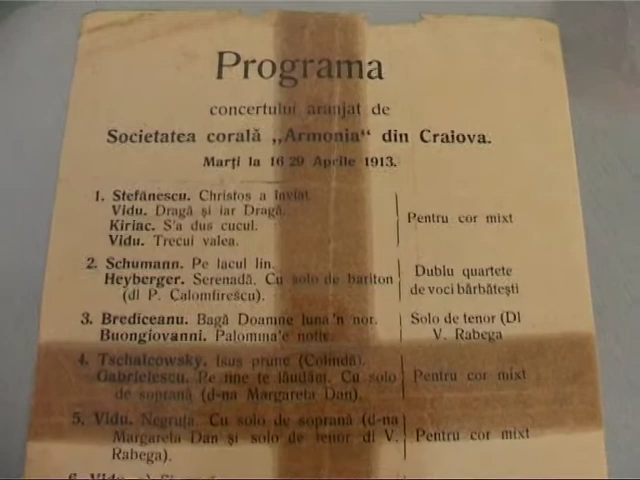 Programa
concertului aranjat de
Societatea corală „Armonia“ din Craiova.
Marți la 16 29 Aprilie 1913.
1. Stefănescu. Christos a înviat
Vidu. Dragă și iar Dragă.
Kiriac. S'a dus cucul.
Vidu. Trecui valea.
Pentru cor mixt
2. Schumann. Pe lacul lin.
Heyberger. Serenadă. Cu solo de bariton
(dl P. Calomfirescu).
Dublu quartete
de voci bărbătești
3. Brediceanu. Bagă Doamne luna'n nor.
Buongiovanni. Palomma'e notte.
Solo de tenor (Dl
V. Rabega
4. Tschaicowsky. Isus prunc (Colindă).
Gabrielescu. Pe tine te lăudăm. Cu solo
de soprană (d-na Margareta Dan).
Pentru cor mixt
5. Vidu. Negruța. Cu solo de soprană (d-na
Margareta Dan și solo de tenor dl V.
Rabega).
Pentru cor mixt